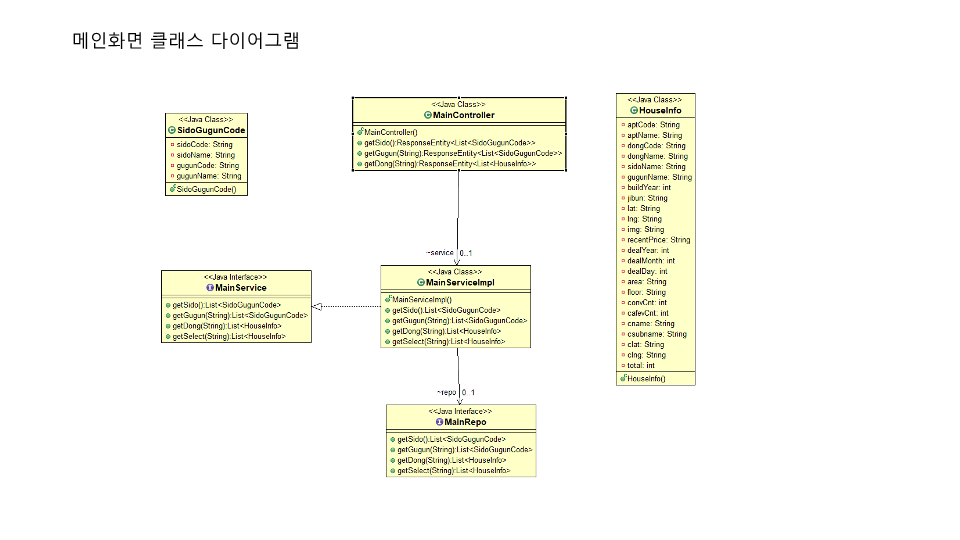 메인화면 클래스 다이어그램
<<Java Class>>
SidoGugunCode
sidoCode: String
sidoName: String
gugunCode: String
gugunName: String
SidoGugunCode()
<<Java Class>>
MainController
MainController()
getSido():ResponseEntity<List<SidoGugunCode>>
getGugun(String):ResponseEntity<List<SidoGugunCode>>
getDong(String):ResponseEntity<List<HouseInfo>>
<<Java Class>>
HouseInfo
aptCode: String
aptName: String
dongCode: String
dongName: String
sidoName: String
gugunName: String
buildYear: int
jibun: String
lat: String
lng: String
img: String
recentPrice: String
dealYear: int
dealMonth: int
dealDay: int
area: String
floor: String
convCnt: int
cafevCnt: int
cname: String
csubname: String
clat: String
clng: String
total: int
HouseInfo()
~service 0..1
<<Java Interface>>
MainService
getSido():List<SidoGugunCode>
getGugun(String):List<SidoGugunCode>
getDong(String):List<HouseInfo>
getSelect(String):List<HouseInfo>
<<Java Class>>
MainServiceImpl
MainServiceImpl()
getSido():List<SidoGugunCode>
getGugun(String):List<SidoGugunCode>
getDong(String):List<HouseInfo>
getSelect(String):List<HouseInfo>
~repo 0..1
<<Java Interface>>
MainRepo
getSido():List<SidoGugunCode>
getGugun(String):List<SidoGugunCode>
getDong(String):List<HouseInfo>
getSelect(String):List<HouseInfo>